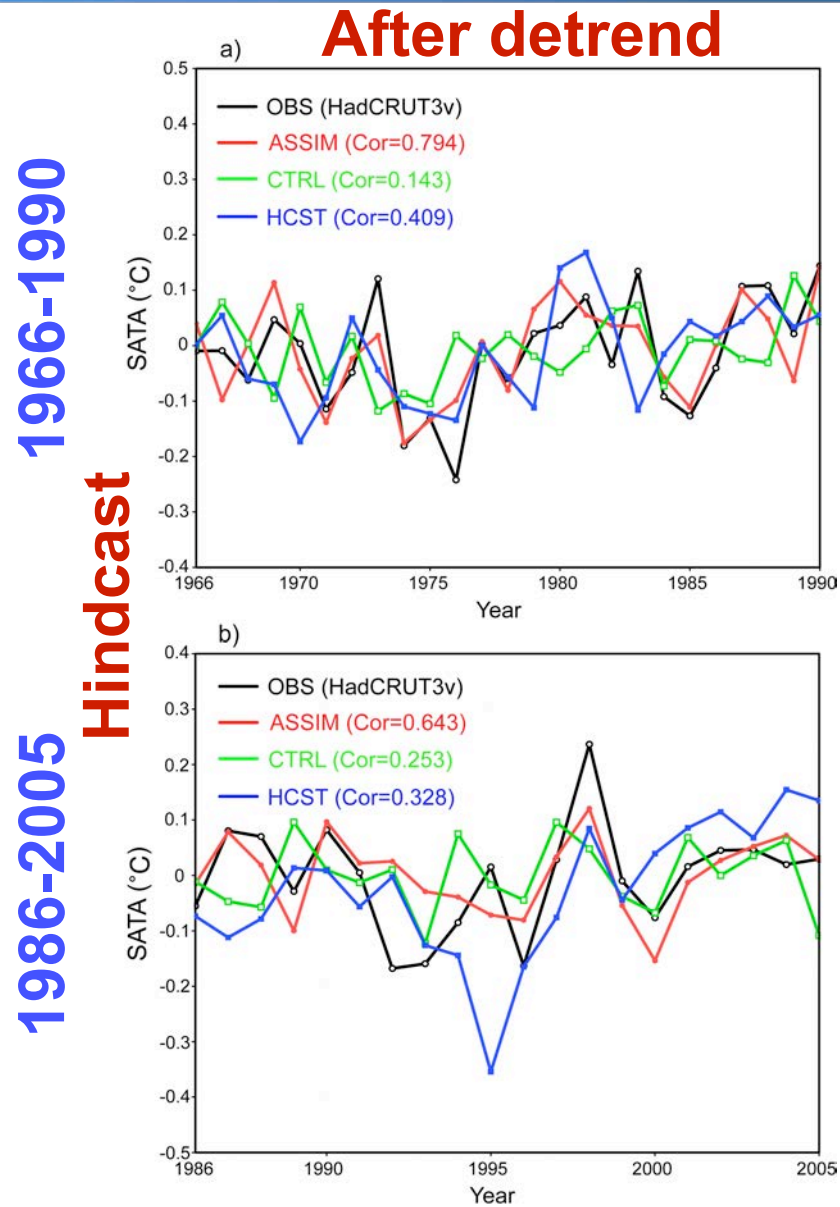 After detrend
1966-1990
Hindcast
1986-2005
a)
0.5
0.4
0.3
0.2
0.1
0
-0.1
-0.2
-0.3
-0.4
SATA (°C)
OBS (HadCRUT3v)
ASSIM (Cor=0.794)
CTRL (Cor=0.143)
HCST (Cor=0.409)
1966 1970 1975 1980 1985 1990
Year
b)
0.4
0.3
0.2
0.1
0
-0.1
-0.2
-0.3
-0.4
-0.5
SATA (°C)
OBS (HadCRUT3v)
ASSIM (Cor=0.643)
CTRL (Cor=0.253)
HCST (Cor=0.328)
1986 1990 1995 2000 2005
Year